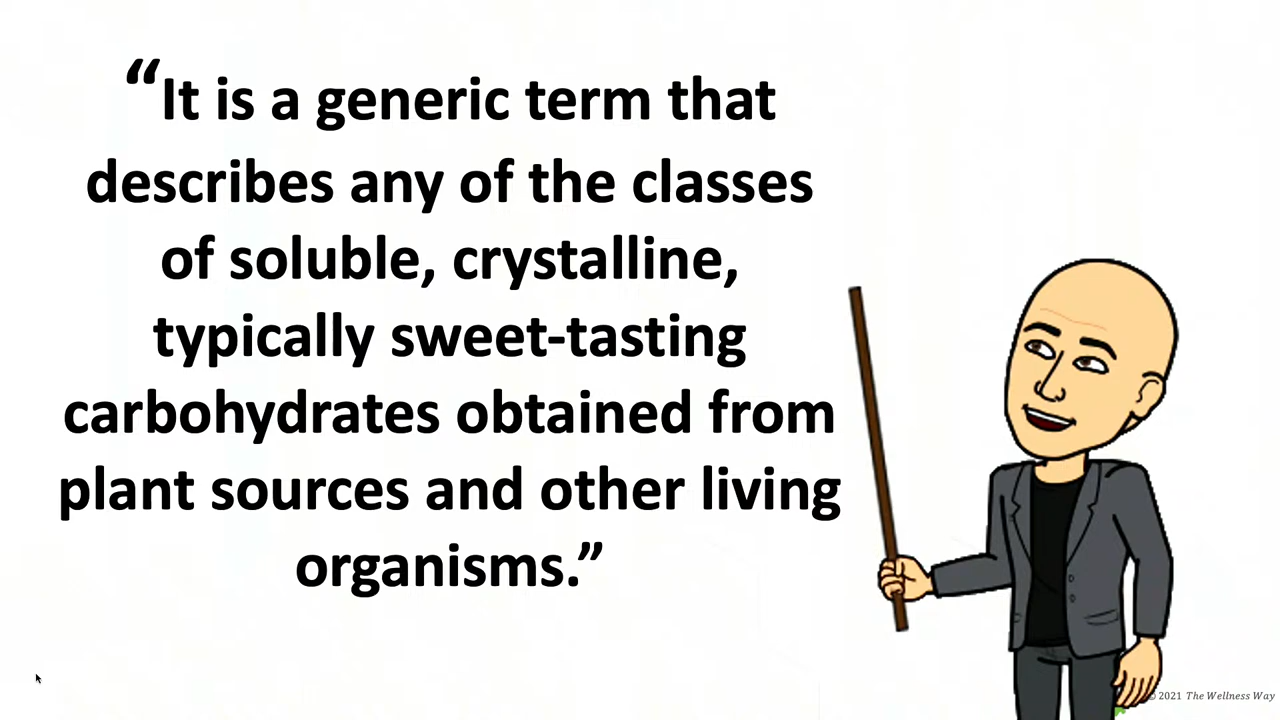 “It is a generic term that
describes any of the classes
of soluble, crystalline,
typically sweet-tasting
carbohydrates obtained from
plant sources and other living
organisms.”
© 2021 The Wellness Way